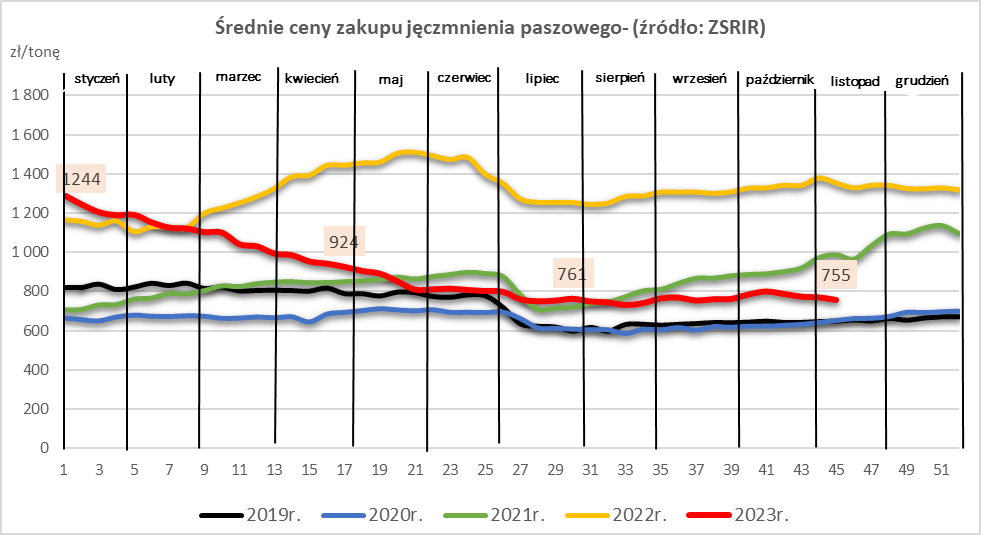 Średnie ceny zakupu jęczmnienia paszowego- (źródło: ZSRIR)
zł/tonę
styczeń luty marzec kwiecień maj czerwiec lipiec sierpień wrzesień październik listopad grudzień
1 800
1 600
1 400
1 200
1 000
800
600
400
200
0
1244
924
761
755
1 3 5 7 9 11 13 15 17 19 21 23 25 27 29 31 33 35 37 39 41 43 45 47 49 51
2019r. 2020r. 2021r. 2022r. 2023r.